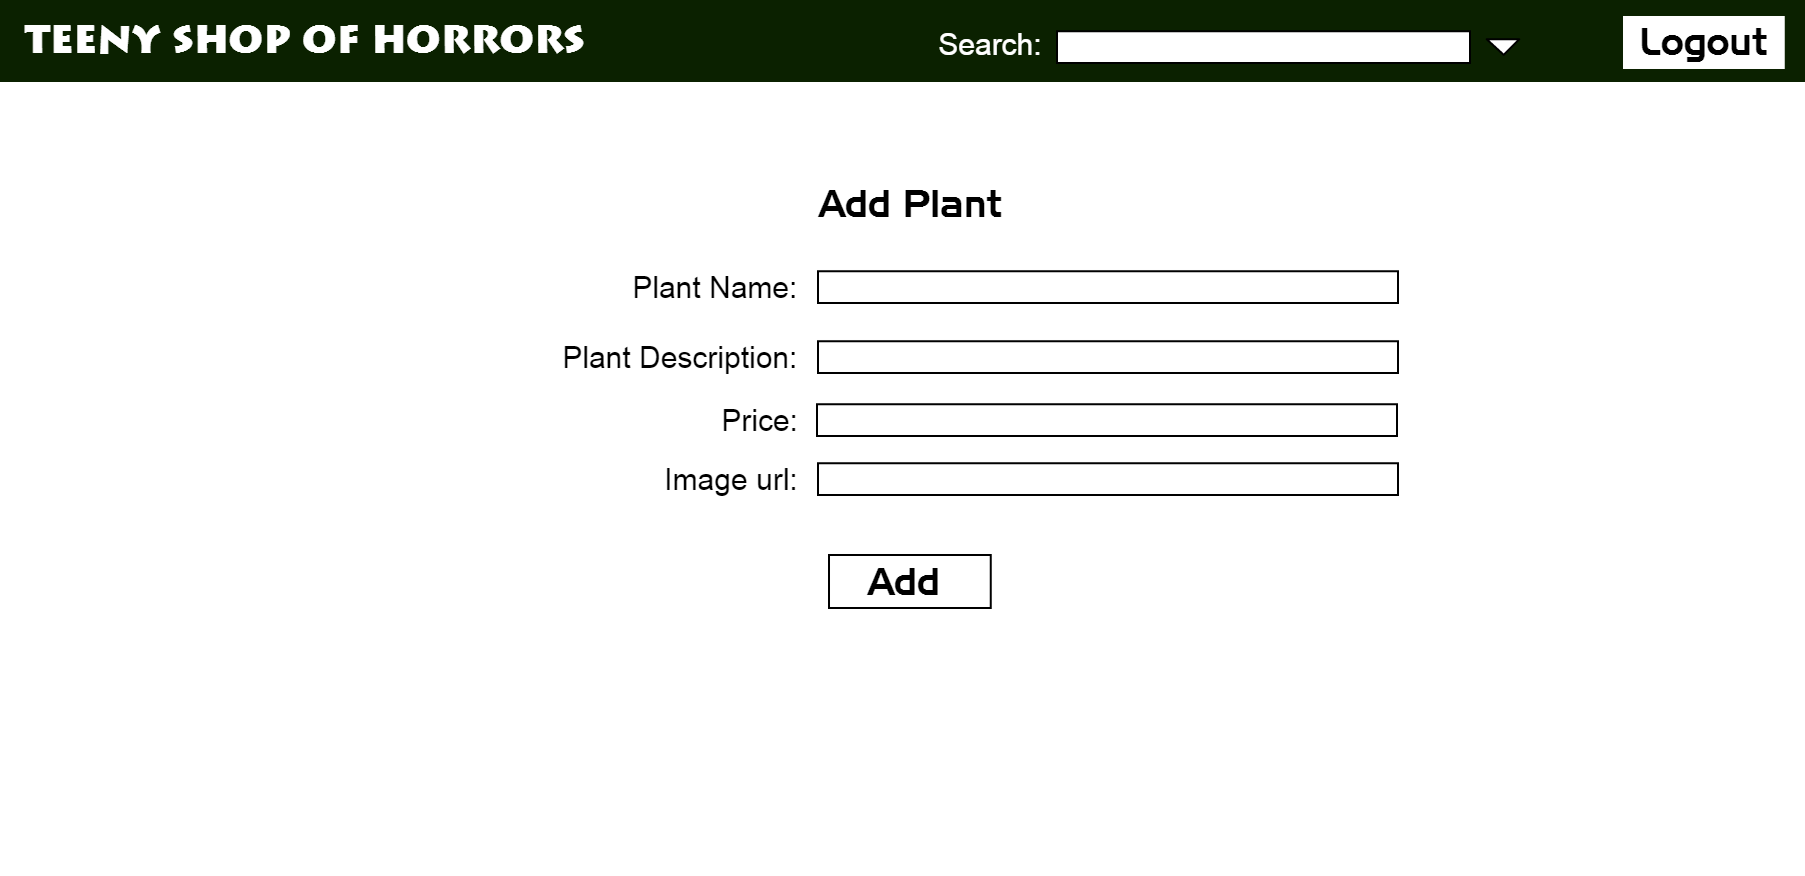 TEENY SHOP OF HORRORS
Search:
Logout
Add Plant
Plant Name:
Plant Description:
Price:
Image url:
Add